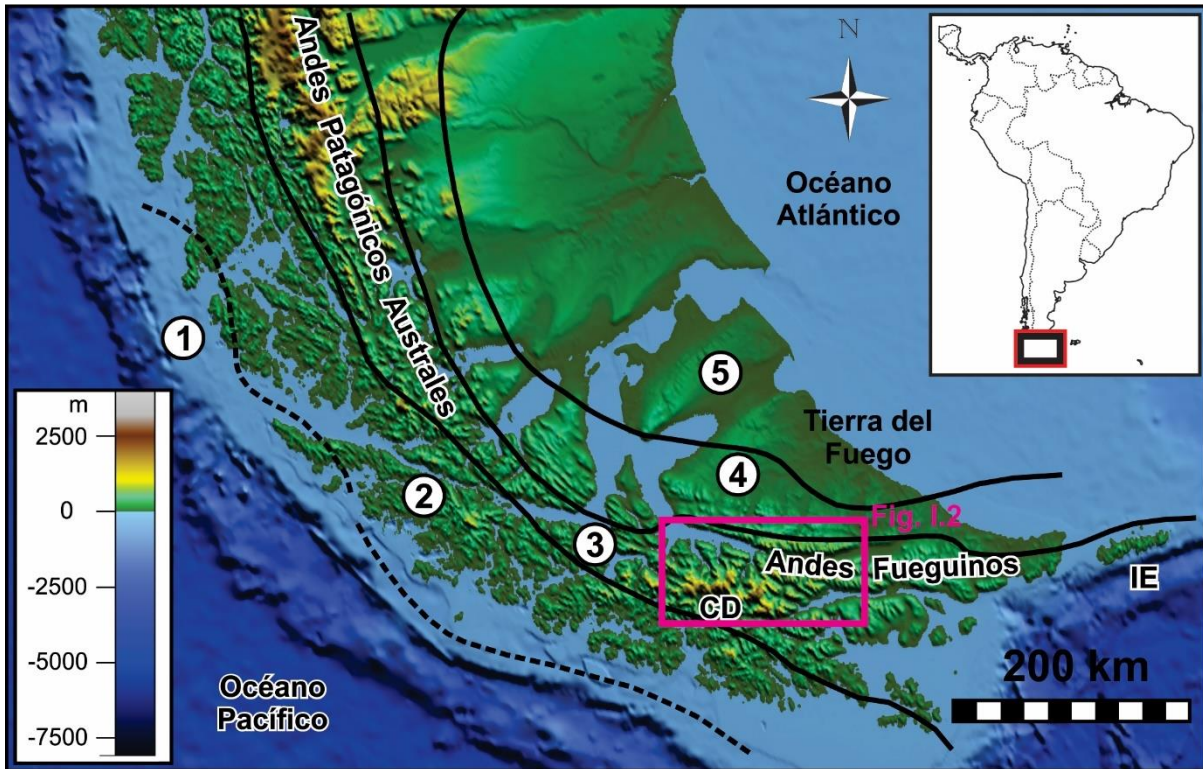 N
Andes Patagónicos Australes
Océano
Atlántico
1
5
m
2500
0
-2500
-5000
-7500
Tierra del
Fuego
4
2
Fig. I.2
3
Andes Fueguinos
IE
CD
200 km
Océano
Pacífico